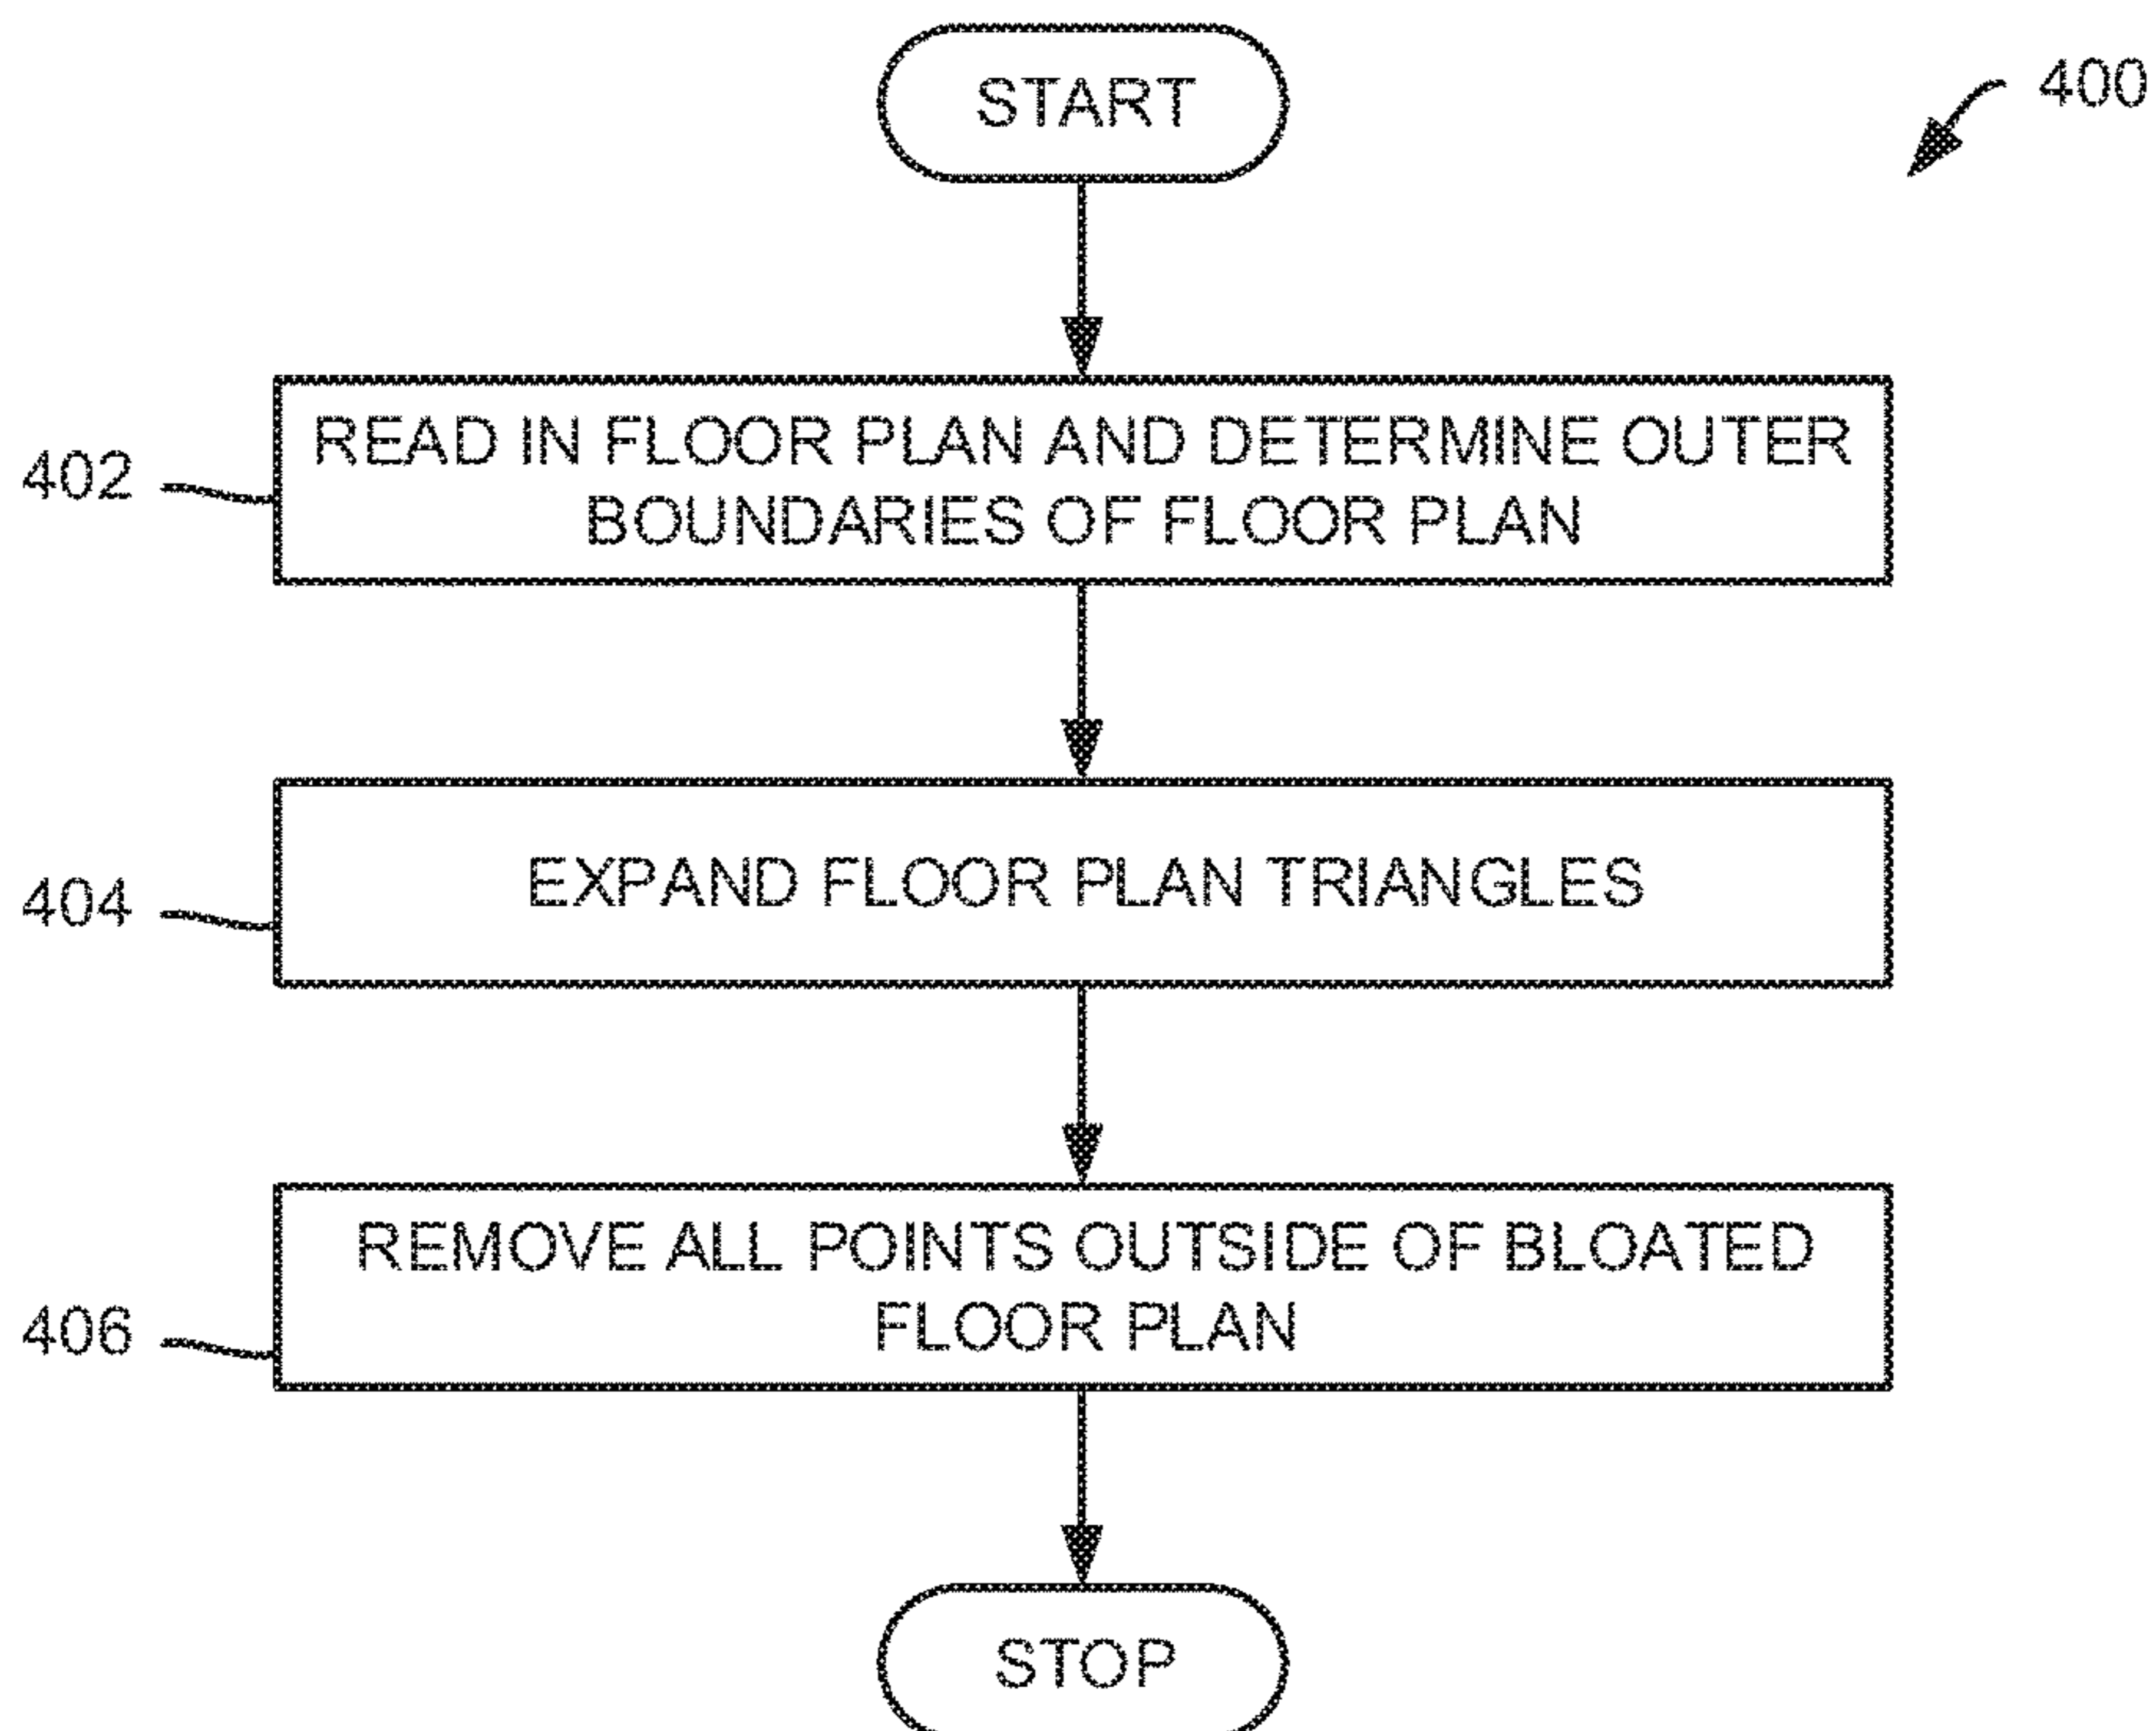 START
400
READ IN FLOOR PLAN AND DETERMINE OUTER
BOUNDARIES OF FLOOR PLAN
402
EXPAND FLOOR PLAN TRIANGLES
404
REMOVE ALL POINTS OUTSIDE OF BLOATED
FLOOR PLAN
406
STOP